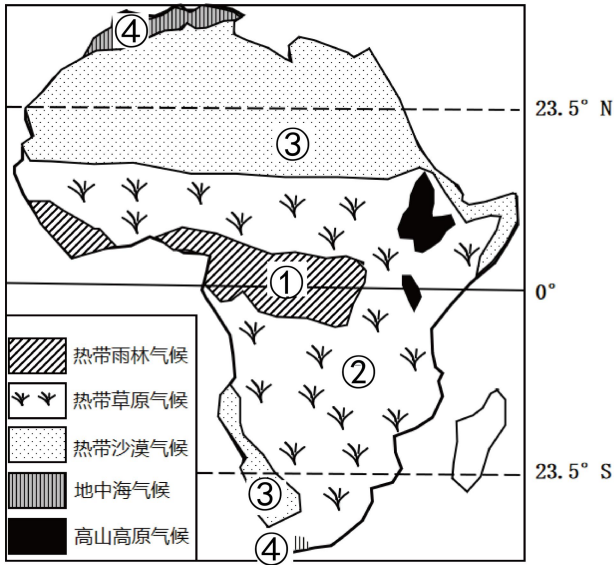 ④
23.5° N
③
①
0°
②
热带雨林气候
热带草原气候
热带沙漠气候
23.5° S
③
地中海气候
高山高原气候
④